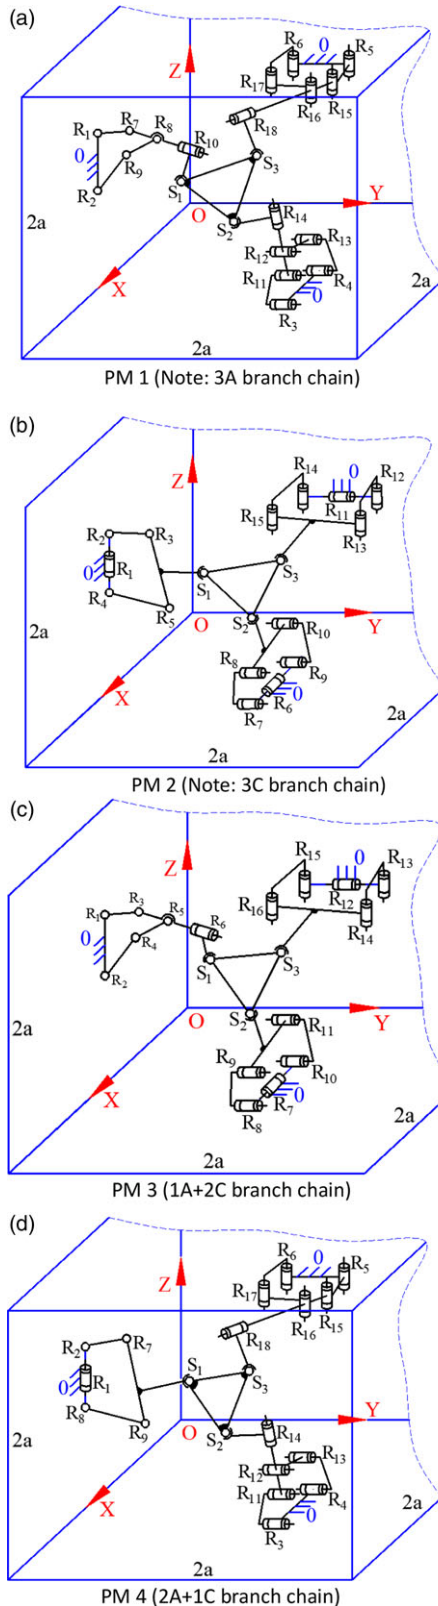 (a)
0
R6
R5
Z
R17
R7
R8
R10
R16
R15
R1
R18
0
R9
S3
R2
S1
O
R14
Y
S2
R13
R12
2a
R11
R4
X
0
R3
2a
2a
PM 1 (Note: 3A branch chain)
(b)
R14
0
R12
Z
R15
R11
R13
R2
R3
0
R1
S3
R4
S1
R5
S2
R10
O
Y
R8
R9
2a
X
R6
0
R7
2a
2a
PM 2 (Note: 3C branch chain)
(c)
R15
0
R13
Z
R16
R12
R14
R3
R5
R6
R1
0
R4
S3
S1
R2
S2
R11
O
Y
2a
R9
R10
X
R7
0
R8
2a
2a
PM 3 (1A+2C branch chain)
(d)
0
R6
R5
Z
R17
R7
R16
R15
R2
R18
S1
0
R1
S3
R8
R9
O
S2
R14
Y
R13
R12
2a
R11
R4
2a
X
0
R3
2a
PM 4 (2A+1C branch chain)